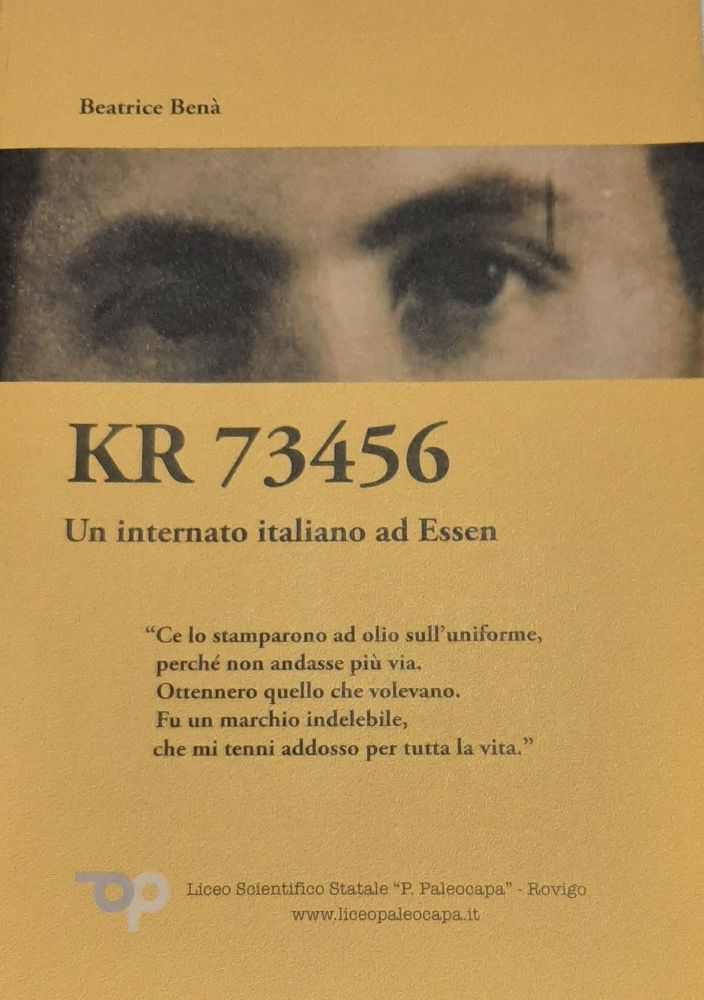 Beatrice Benà
KR 73456
Un internato italiano ad Essen
“Ce lo stamparono ad olio sull’uniforme,
perché non andasse più via.
Ottennero quello che volevano.
Fu un marchio indelebile,
che mi tenni addosso per tutta la vita.”
Liceo Scientifico Statale “P. Paleocapa” - Rovigo
www.liceopaleocapa.it